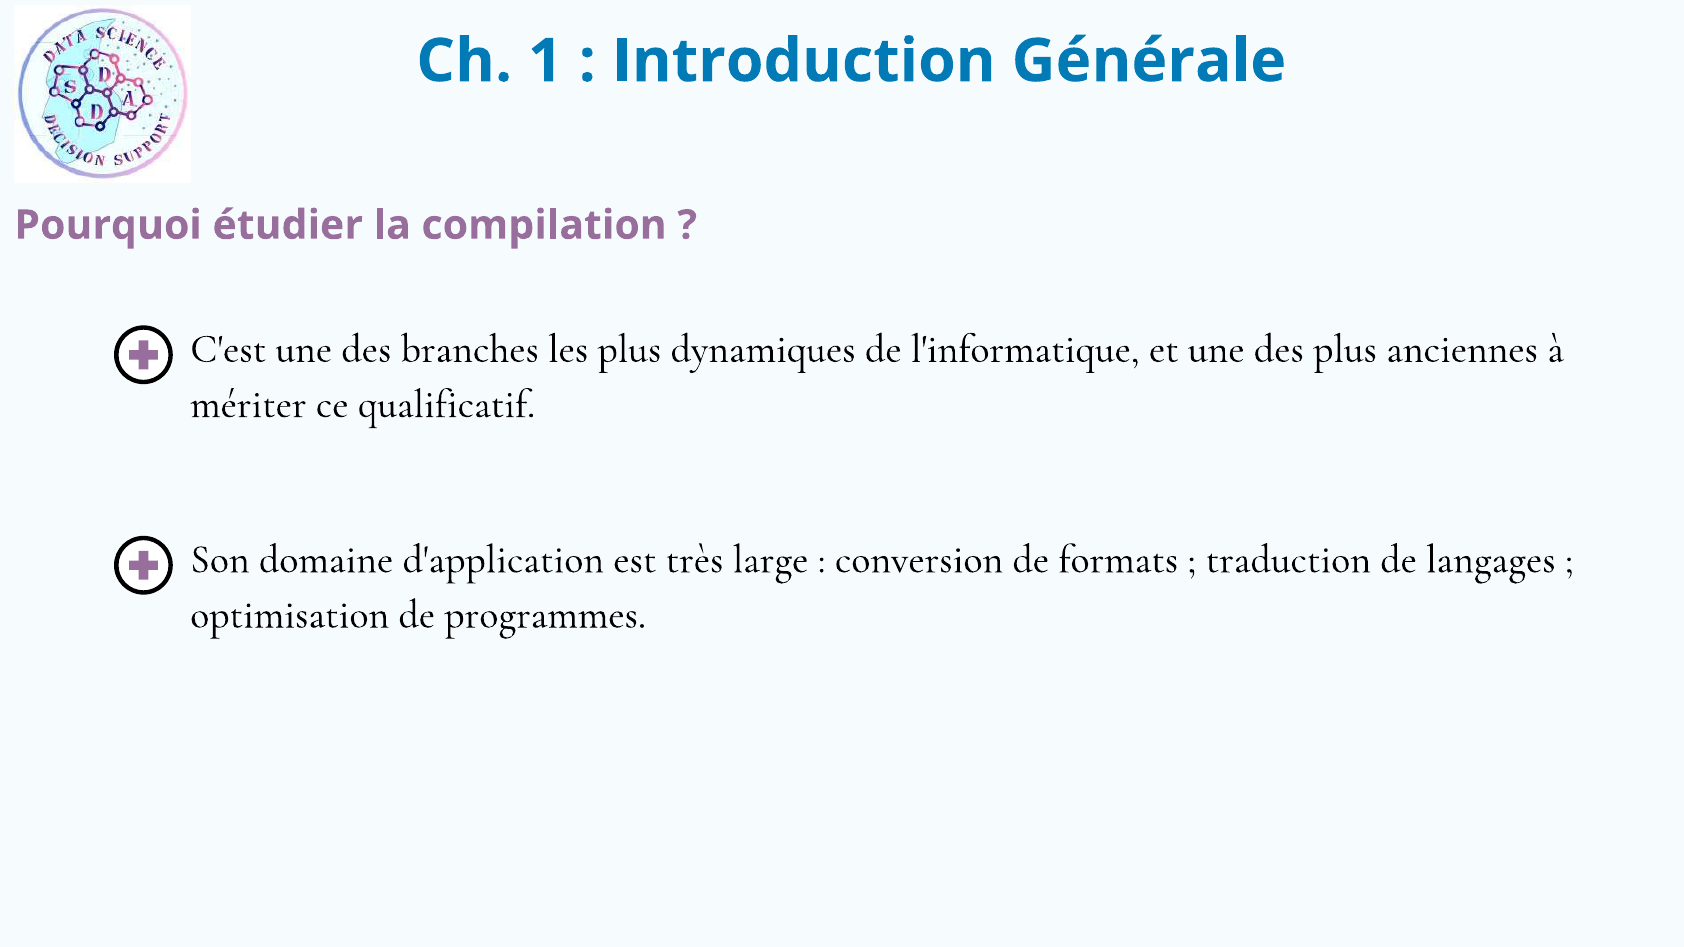 DATA SCIENCE
S D D A
DECISION SUPPORT
Ch. 1 : Introduction Générale
Pourquoi étudier la compilation ?
C'est une des branches les plus dynamiques de l'informatique, et une des plus anciennes à
mériter ce qualificatif.
Son domaine d'application est très large : conversion de formats ; traduction de langages ;
optimisation de programmes.